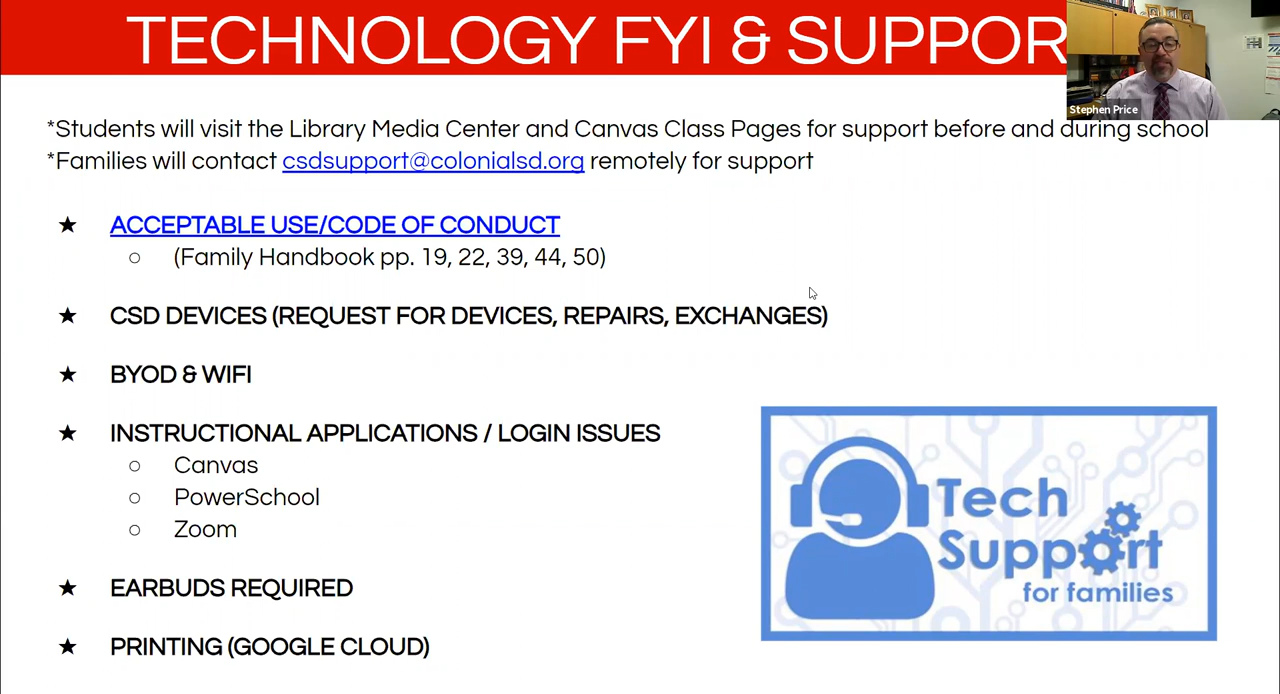 TECHNOLOGY FYI & SUPPOR
Stephen Price
*Students will visit the Library Media Center and Canvas Class Pages for support before and during school
*Families will contact csdsupport@colonialsd.org remotely for support
★ ACCEPTABLE USE/CODE OF CONDUCT
○ (Family Handbook pp. 19, 22, 39, 44, 50)
★ CSD DEVICES (REQUEST FOR DEVICES, REPAIRS, EXCHANGES)
★ BYOD & WIFI
★ INSTRUCTIONAL APPLICATIONS / LOGIN ISSUES
○ Canvas
○ PowerSchool
○ Zoom
★ EARBUDS REQUIRED
★ PRINTING (GOOGLE CLOUD)
Tech
Support
for families